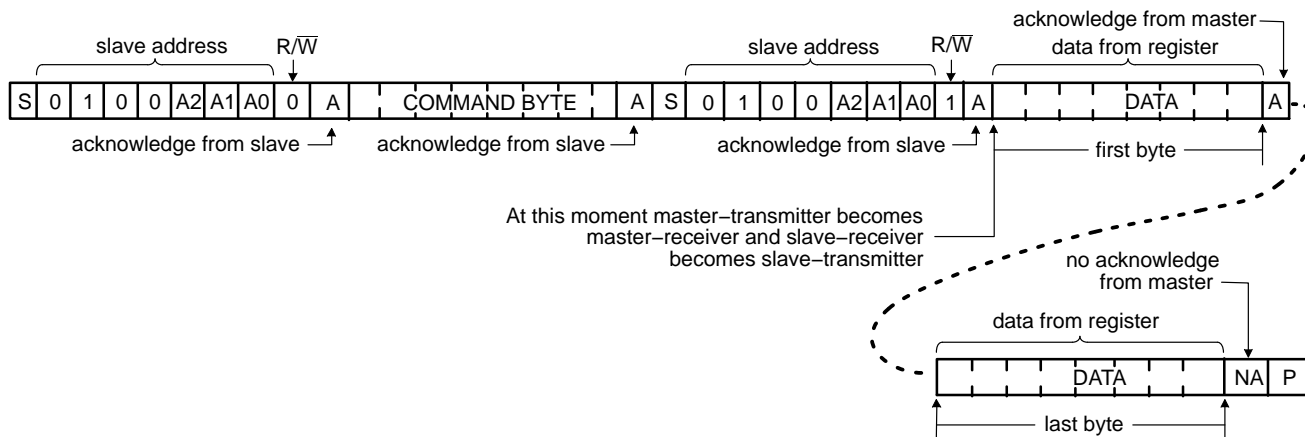 acknowledge from master
slave address R/W̅ slave address R/W̅ data from register
S 0 1 0 0 A2 A1 A0 0 A COMMAND BYTE A S 0 1 0 0 A2 A1 A0 1 A DATA A
acknowledge from slave acknowledge from slave acknowledge from slave first byte
At this moment master−transmitter becomes
master−receiver and slave−receiver
becomes slave−transmitter
no acknowledge
from master
data from register
DATA NA P
last byte